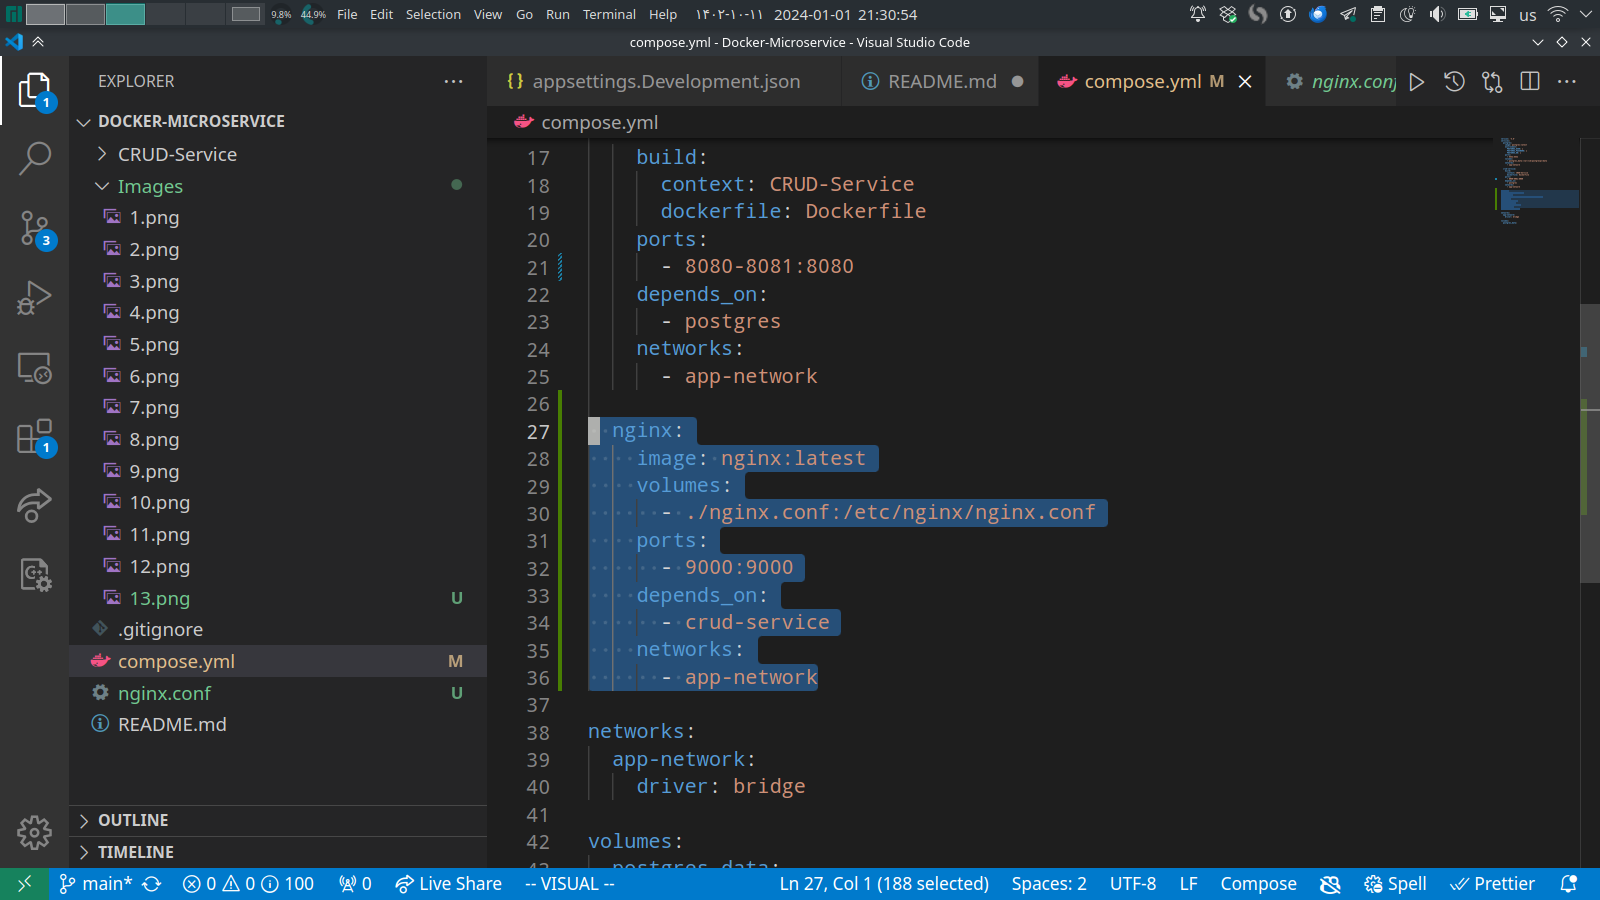 9.8% 44.9% File Edit Selection View Go Run Terminal Help ۱۴۰۲-۱۰-۱۱ 2024-01-01 21:30:54 us
compose.yml - Docker-Microservice - Visual Studio Code
EXPLORER
appsettings.Development.json README.md compose.yml M nginx.conf
DOCKER-MICROSERVICE
compose.yml
CRUD-Service
Images
1.png
2.png
3.png
4.png
5.png
6.png
7.png
8.png
9.png
10.png
11.png
12.png
13.png U
.gitignore
compose.yml M
nginx.conf U
README.md
OUTLINE
TIMELINE
1
3
1
17 build:
18 context: CRUD-Service
19 dockerfile: Dockerfile
20 ports:
21 - 8080-8081:8080
22 depends_on:
23 - postgres
24 networks:
25 - app-network
26
27 nginx:
28 image: nginx:latest
29 volumes:
30 - ./nginx.conf:/etc/nginx/nginx.conf
31 ports:
32 - 9000:9000
33 depends_on:
34 - crud-service
35 networks:
36 - app-network
37
38 networks:
39 app-network:
40 driver: bridge
41
42 volumes:
43 postgres_data:
main* 0 0 100 0 Live Share -- VISUAL -- Ln 27, Col 1 (188 selected) Spaces: 2 UTF-8 LF Compose Spell Prettier